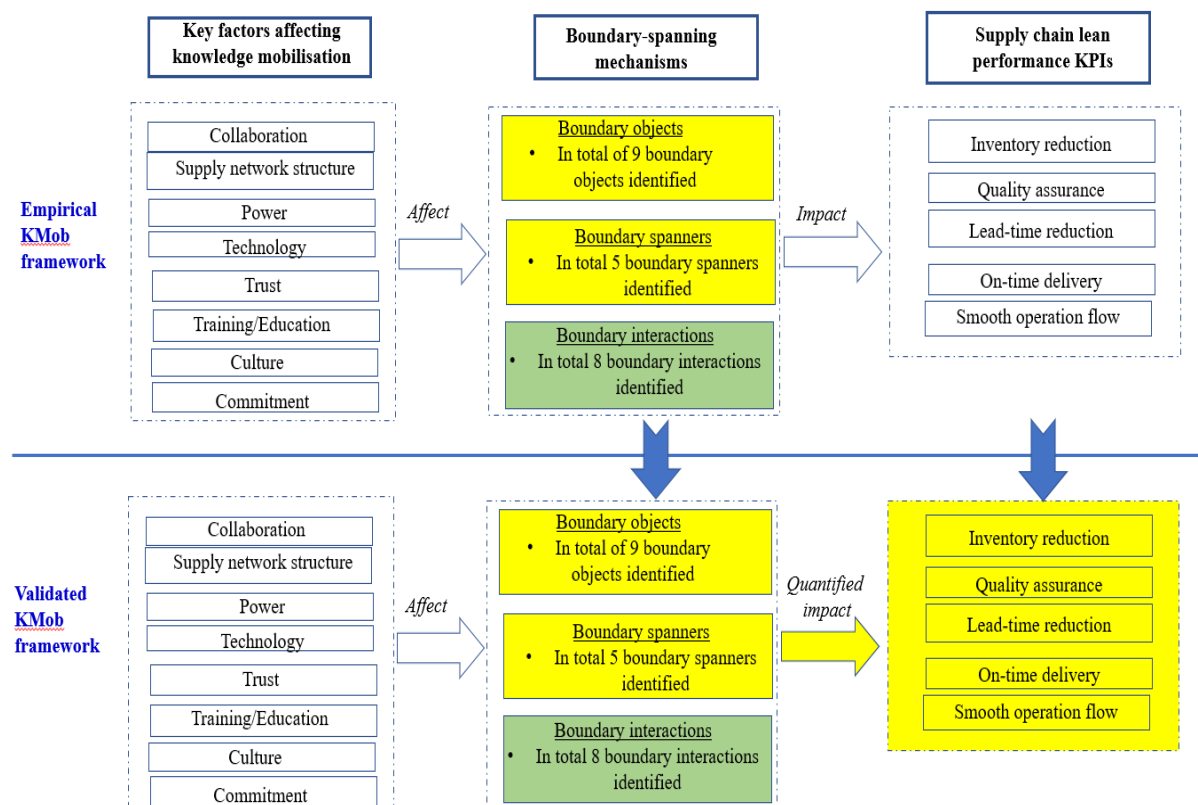 Key factors affecting
knowledge mobilisation
Boundary-spanning
mechanisms
Supply chain lean
performance KPIs
Empirical
KMob
framework
Collaboration
Supply network structure
Power
Technology
Trust
Training/Education
Culture
Commitment
Affect
Boundary objects
• In total of 9 boundary
objects identified
Boundary spanners
• In total 5 boundary spanners
identified
Boundary interactions
• In total 8 boundary interactions
identified
Impact
Inventory reduction
Quality assurance
Lead-time reduction
On-time delivery
Smooth operation flow
Validated
KMob
framework
Collaboration
Supply network structure
Power
Technology
Trust
Training/Education
Culture
Commitment
Affect
Boundary objects
• In total of 9 boundary
objects identified
Boundary spanners
• In total 5 boundary spanners
identified
Boundary interactions
• In total 8 boundary interactions
identified
Quantified
impact
Inventory reduction
Quality assurance
Lead-time reduction
On-time delivery
Smooth operation flow